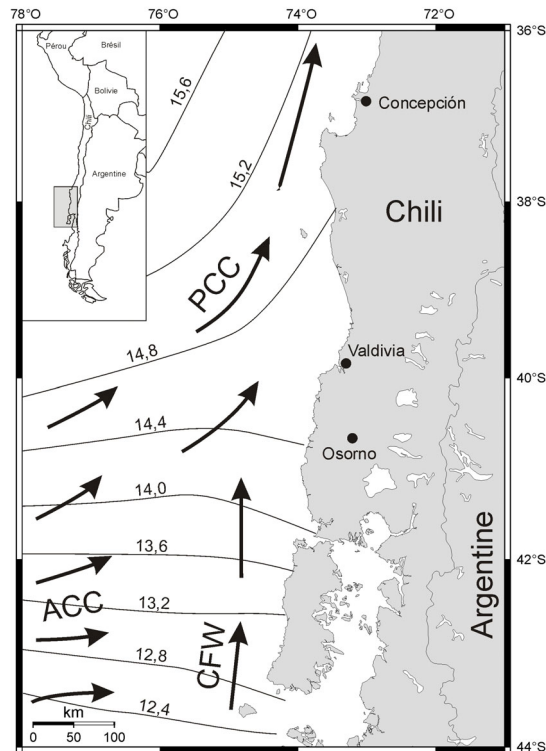 78°O 76°O 74°O 72°O
36°S
Pérou
Brésil
Bolivie
Chili
Argentine
15,6
Concepción
15,2
38°S
Chili
PCC
14,8
Valdivia
40°S
14,4
Osorno
14,0
13,6
42°S
ACC
13,2
Argentine
CFW
12,8
12,4
km
0 50 100
44°S